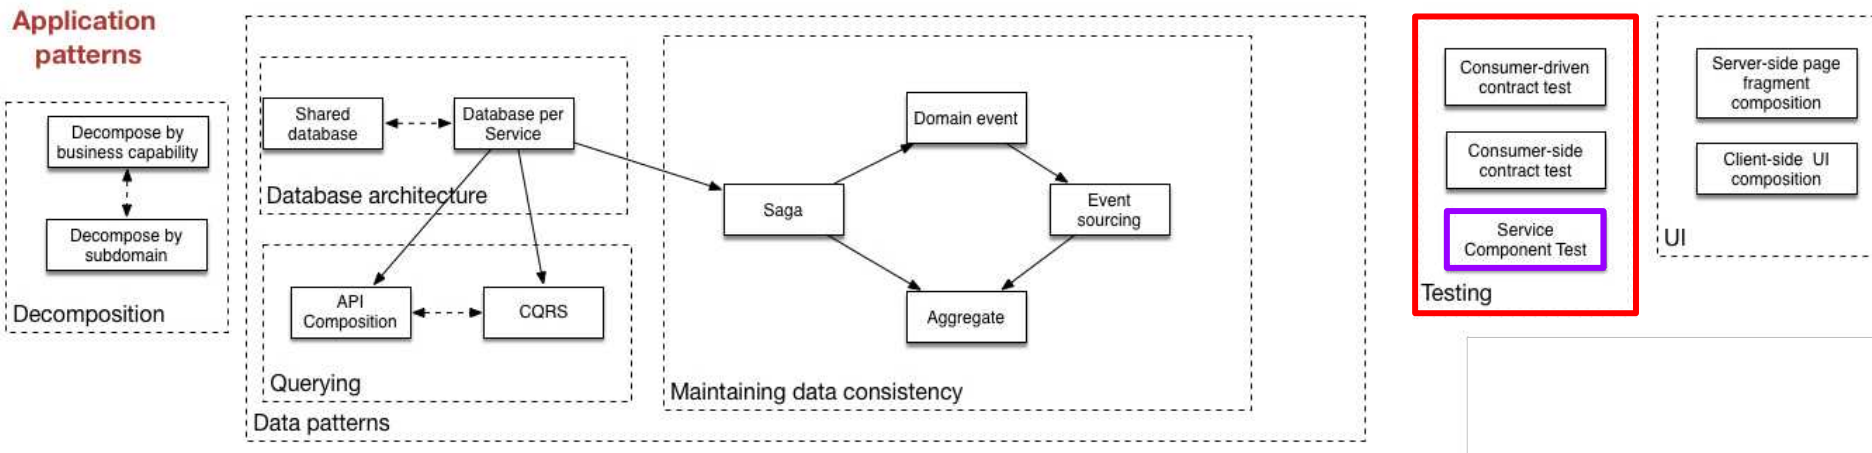 Application
patterns
Decompose by
business capability
Decompose by
subdomain
Decomposition
Shared
database
Database per
Service
Database architecture
API
Composition
CQRS
Querying
Data patterns
Domain event
Saga
Event
sourcing
Aggregate
Maintaining data consistency
Consumer-driven
contract test
Consumer-side
contract test
Service
Component Test
Testing
Server-side page
fragment
composition
Client-side UI
composition
UI